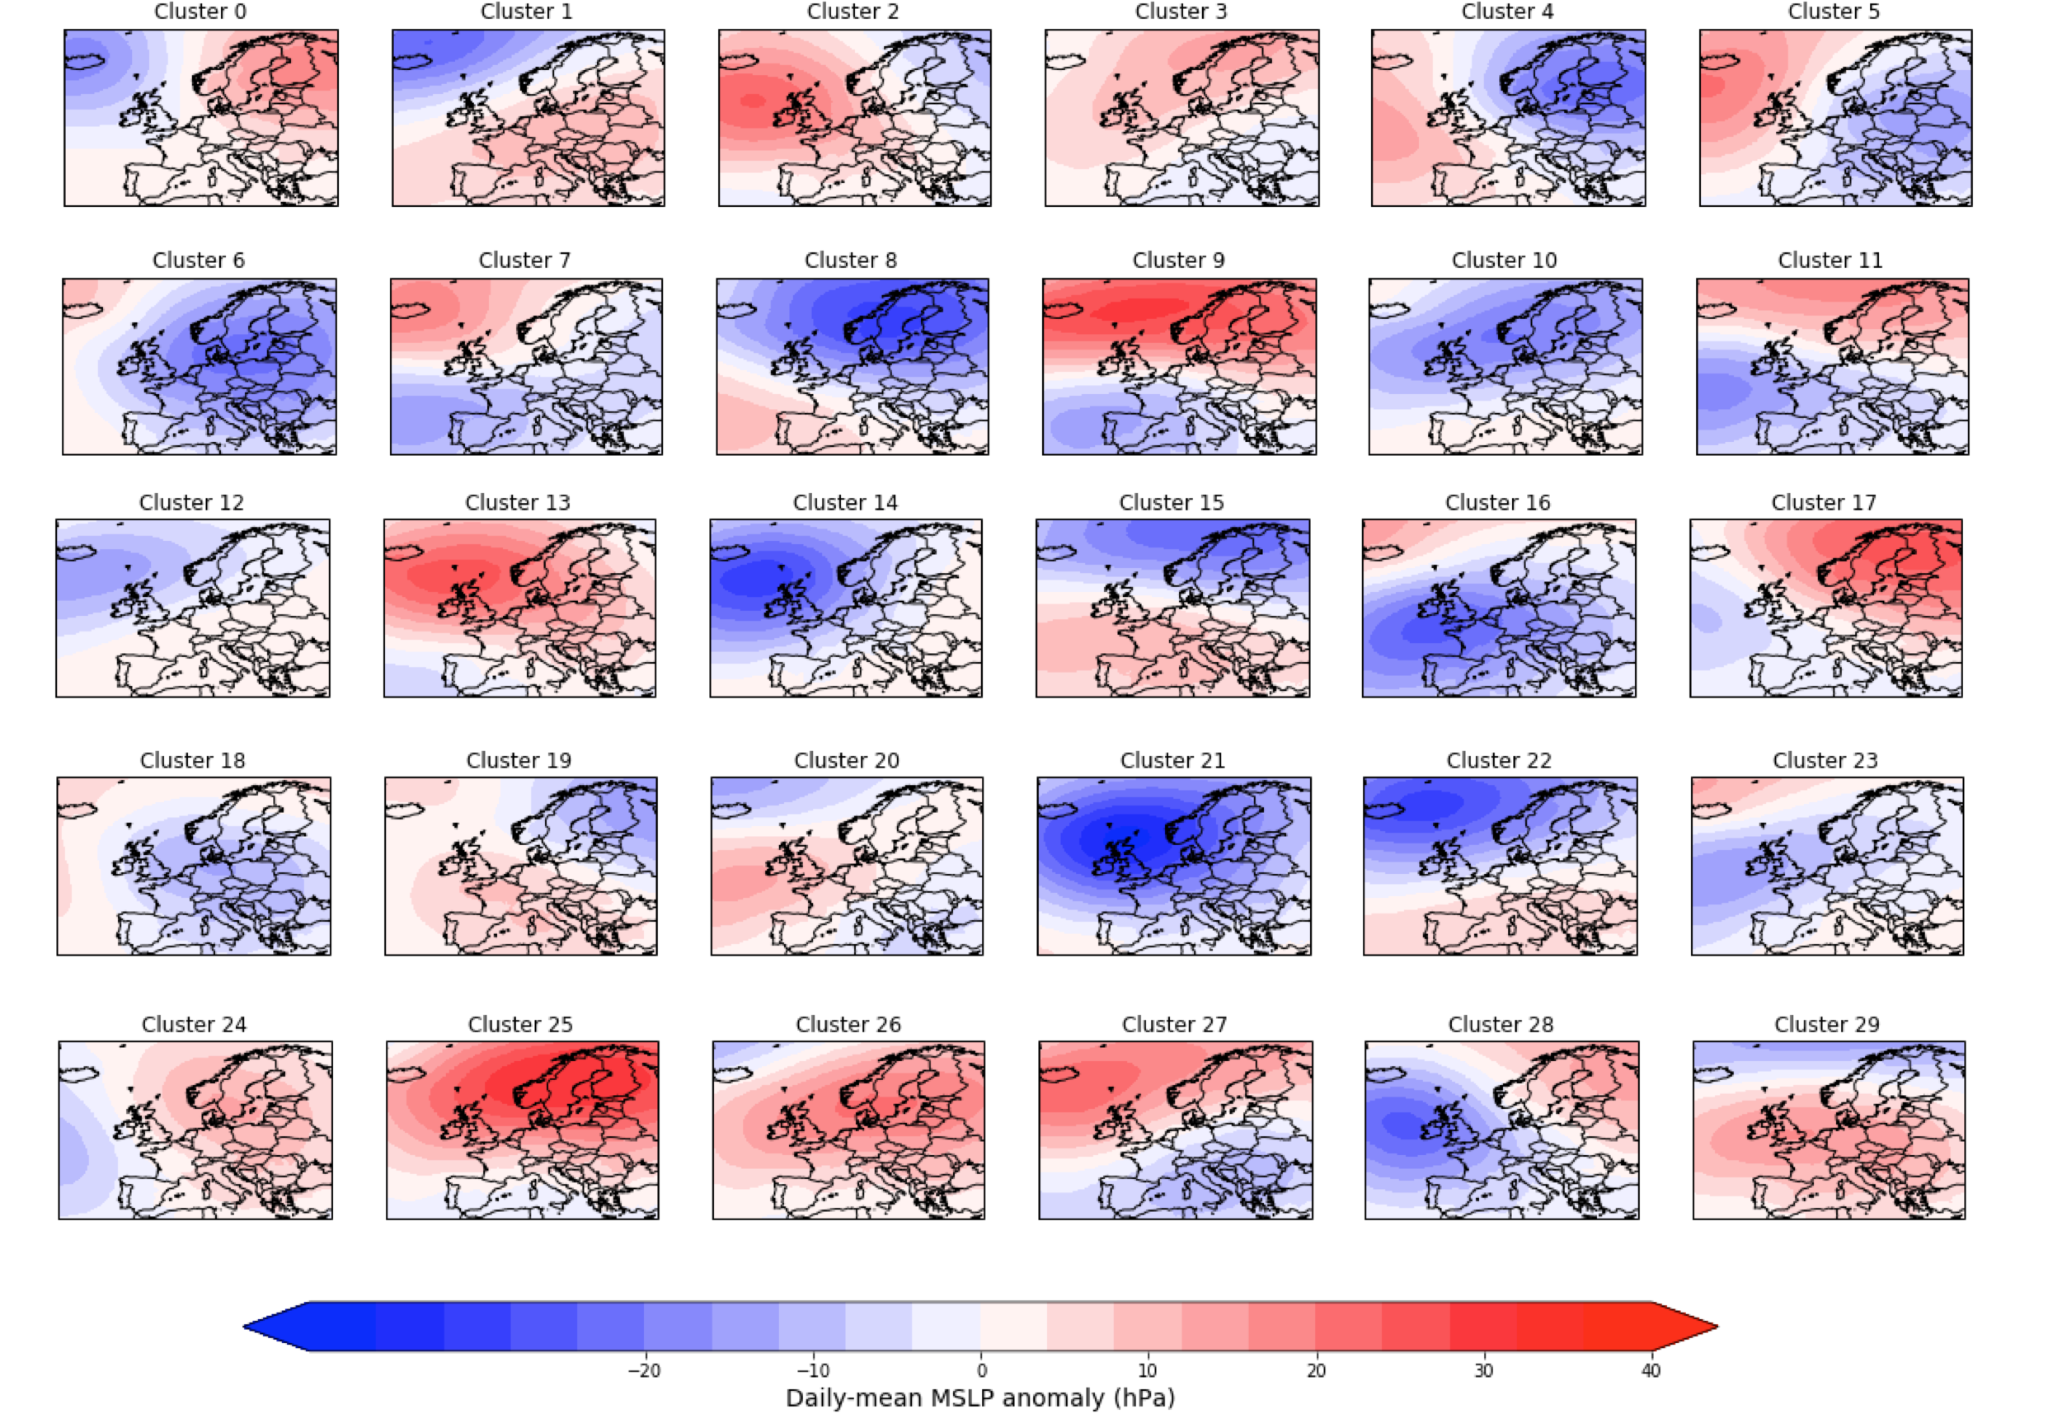 Cluster 0 Cluster 1 Cluster 2 Cluster 3 Cluster 4 Cluster 5
Cluster 6 Cluster 7 Cluster 8 Cluster 9 Cluster 10 Cluster 11
Cluster 12 Cluster 13 Cluster 14 Cluster 15 Cluster 16 Cluster 17
Cluster 18 Cluster 19 Cluster 20 Cluster 21 Cluster 22 Cluster 23
Cluster 24 Cluster 25 Cluster 26 Cluster 27 Cluster 28 Cluster 29
−20 −10 0 10 20 30 40
Daily-mean MSLP anomaly (hPa)